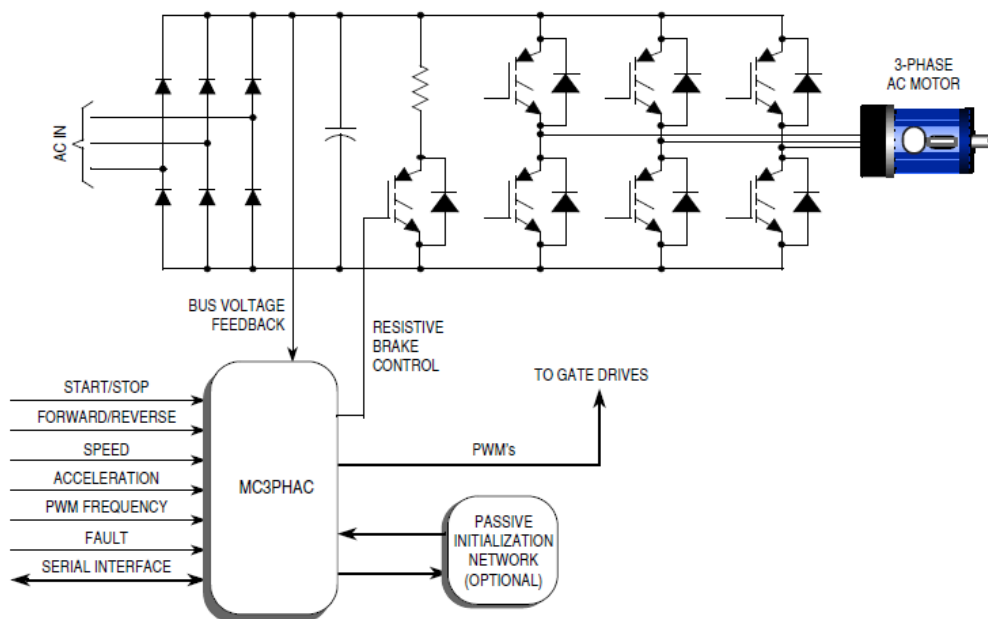 3-PHASE
AC MOTOR
AC IN
BUS VOLTAGE
FEEDBACK
RESISTIVE
BRAKE
CONTROL
TO GATE DRIVES
START/STOP
FORWARD/REVERSE
SPEED
ACCELERATION
PWM FREQUENCY
FAULT
SERIAL INTERFACE
MC3PHAC
PWM's
PASSIVE
INITIALIZATION
NETWORK
(OPTIONAL)